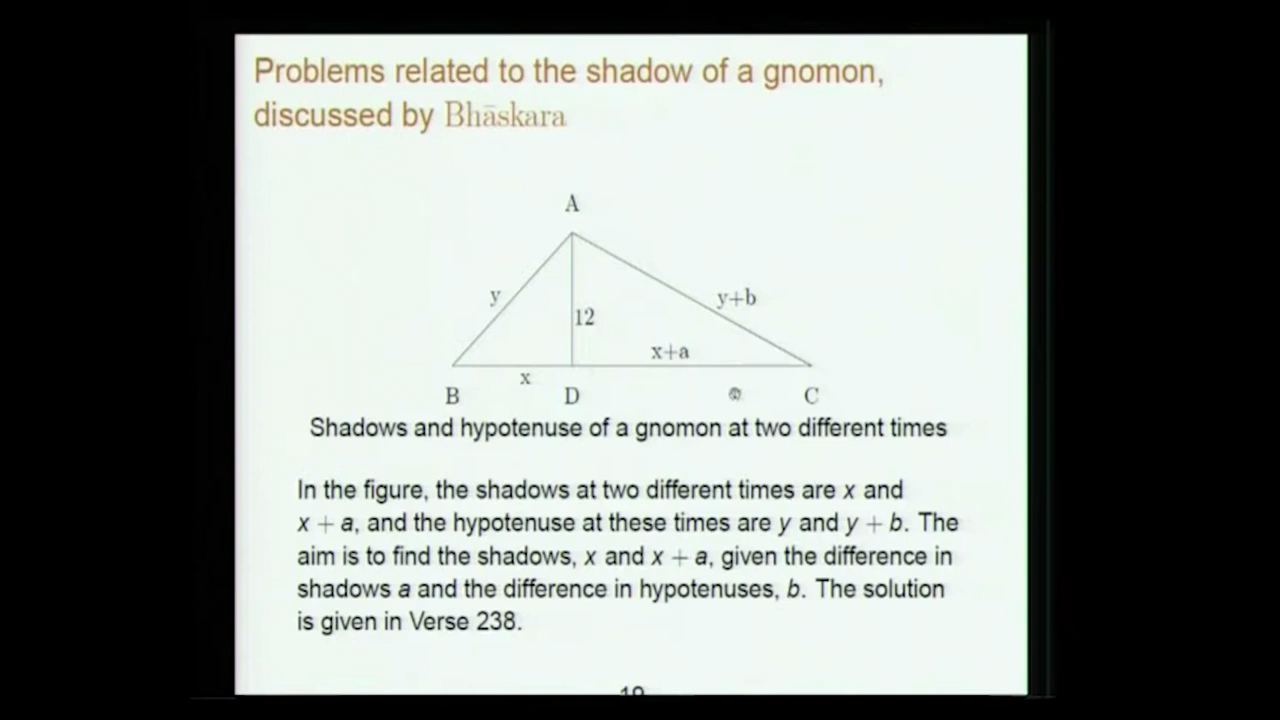 Problems related to the shadow of a gnomon,
discussed by Bhāskara
A
y
12
y+b
x+a
x
B D C
Shadows and hypotenuse of a gnomon at two different times
In the figure, the shadows at two different times are x and
x + a, and the hypotenuse at these times are y and y + b. The
aim is to find the shadows, x and x + a, given the difference in
shadows a and the difference in hypotenuses, b. The solution
is given in Verse 238.